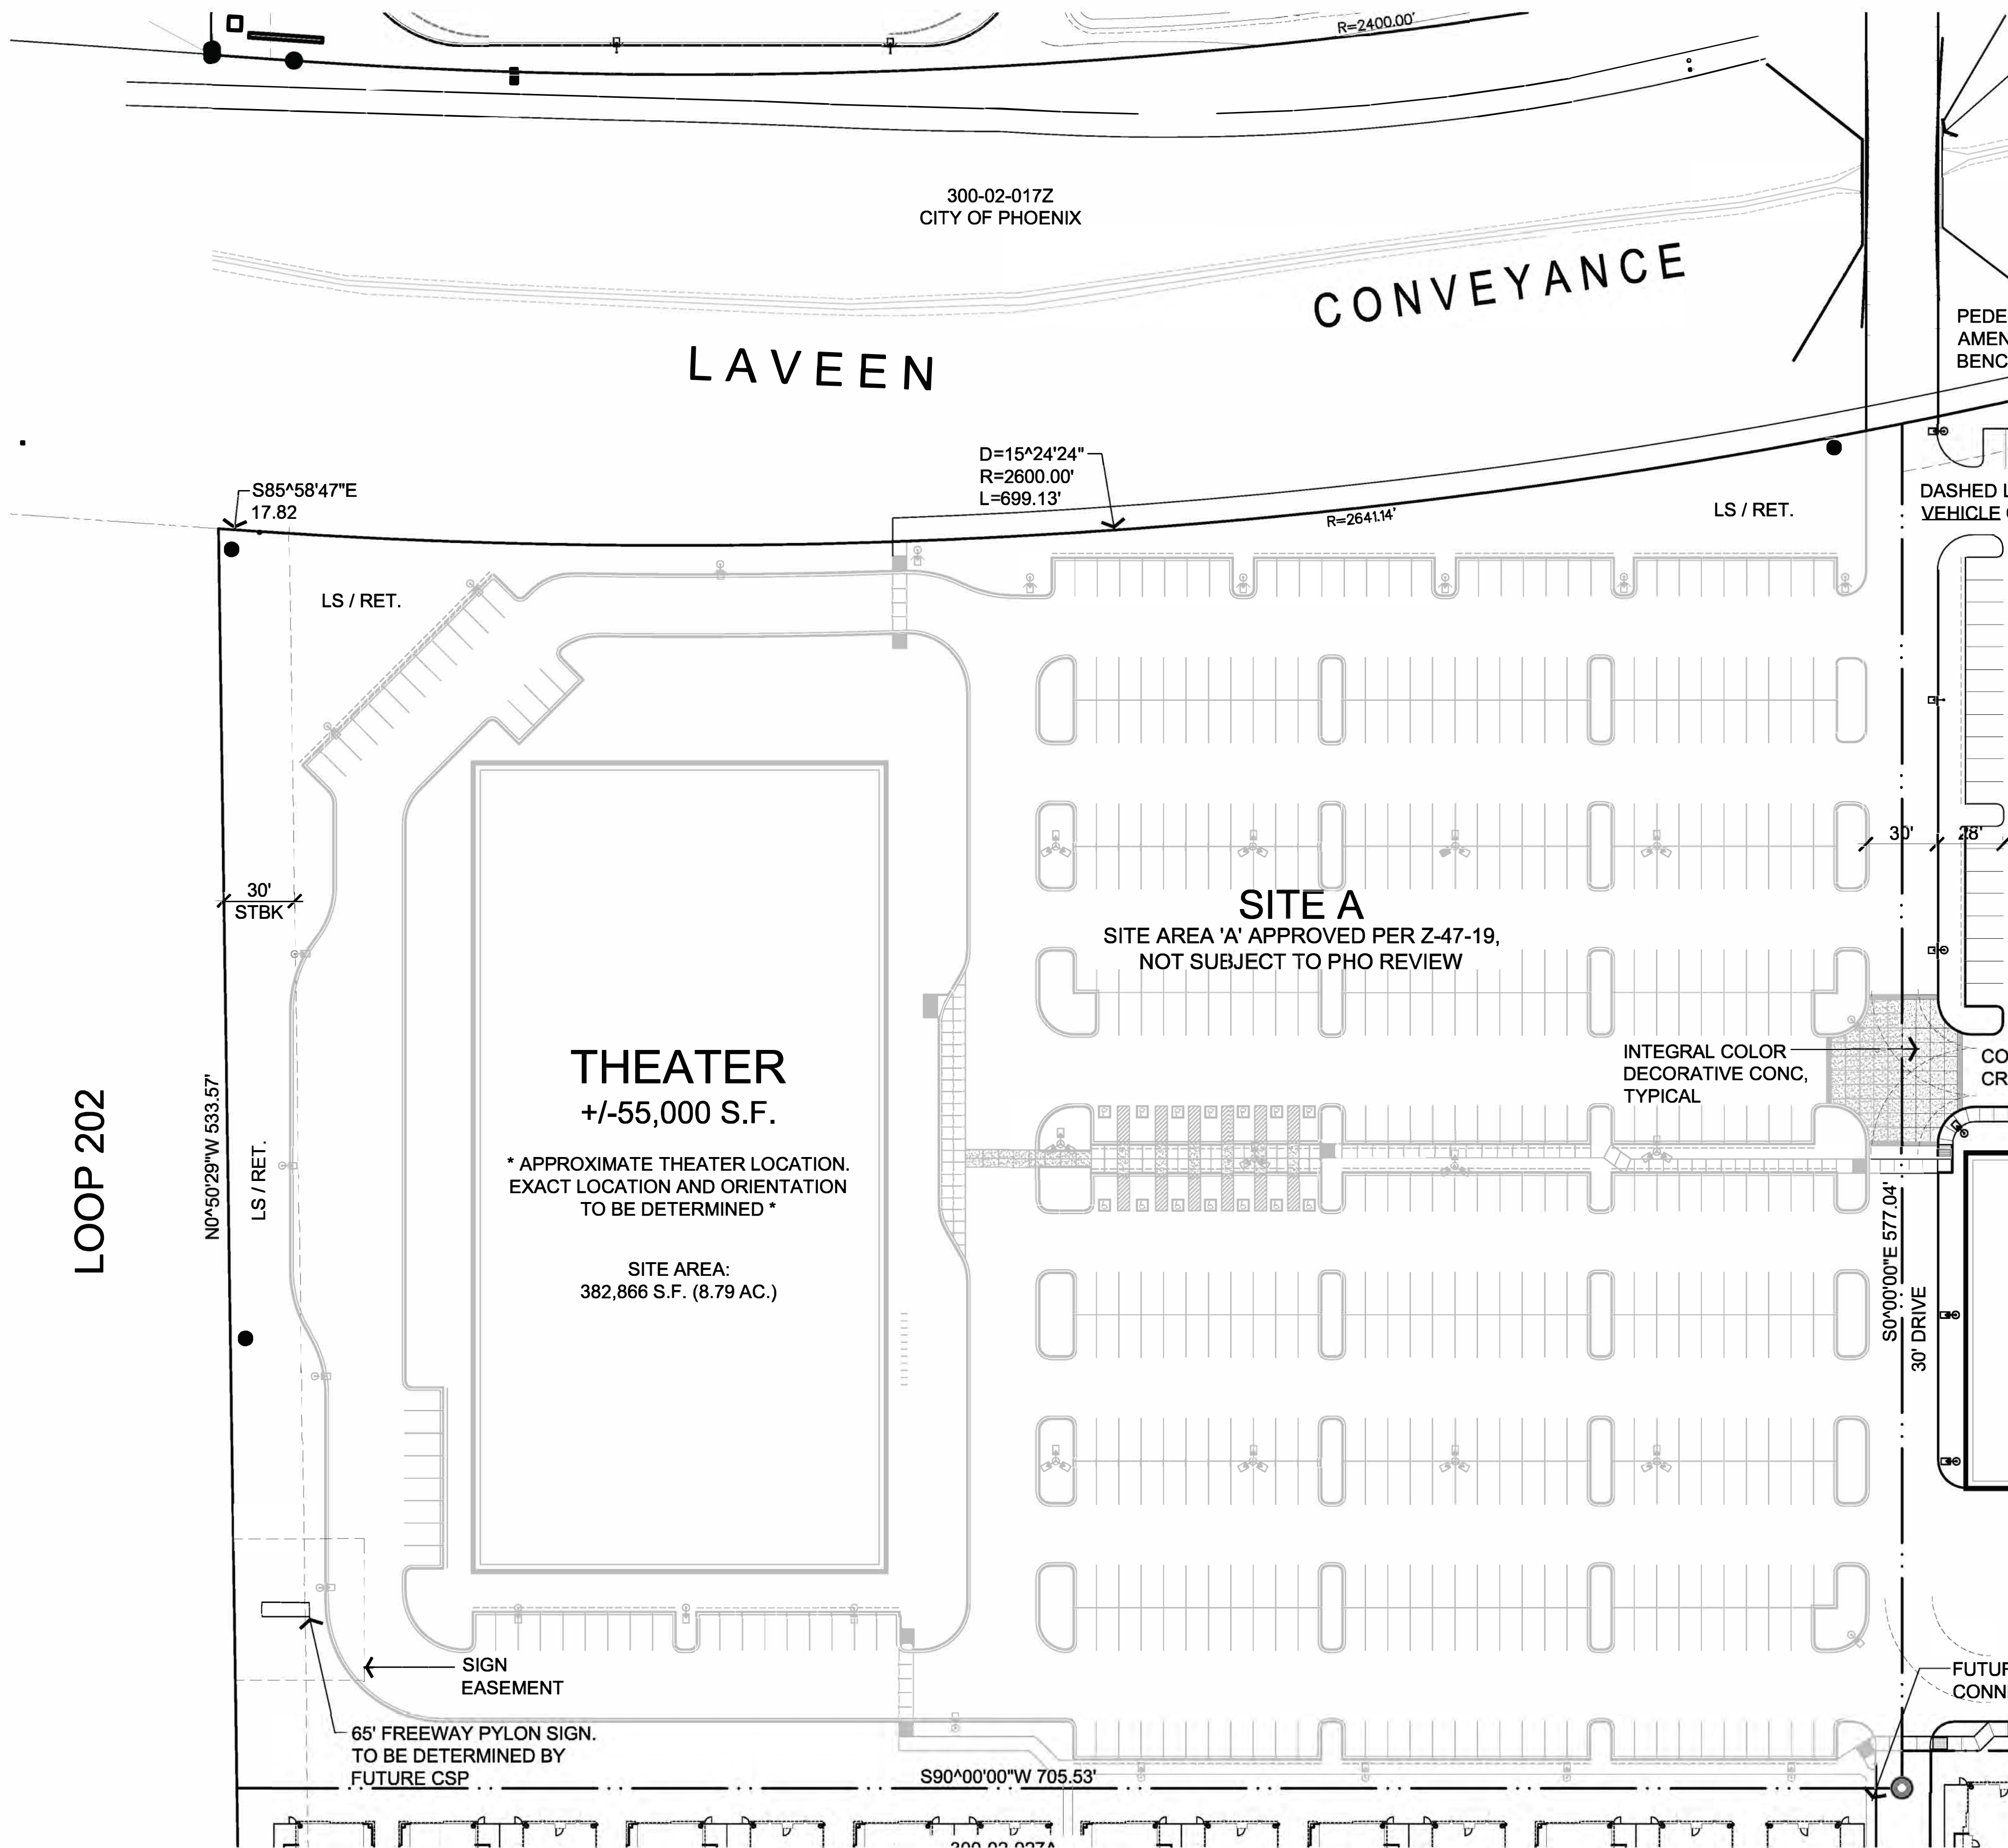 R=2400.00'
300-02-017Z
CITY OF PHOENIX
CONVEYANCE
LAVEEN
PEDE
AMEN
BENC
D=15^24'24"
R=2600.00'
L=699.13'
S85^58'47"E
17.82
R=2641.14'
LS / RET.
DASHED L
VEHICLE
LS / RET.
30'
28'
30'
STBK
SITE A
SITE AREA 'A' APPROVED PER Z-47-19,
NOT SUBJECT TO PHO REVIEW
THEATER
+/-55,000 S.F.
* APPROXIMATE THEATER LOCATION.
EXACT LOCATION AND ORIENTATION
TO BE DETERMINED *
SITE AREA:
382,866 S.F. (8.79 AC.)
INTEGRAL COLOR
DECORATIVE CONC,
TYPICAL
CO
CR
LOOP 202
N0^50'29"W 533.57'
LS / RET.
S0^00'00"E 577.04'
30' DRIVE
SIGN
EASEMENT
65' FREEWAY PYLON SIGN.
TO BE DETERMINED BY
FUTURE CSP
FUTUR
CONN
S90^00'00"W 705.53'
300-02-027A